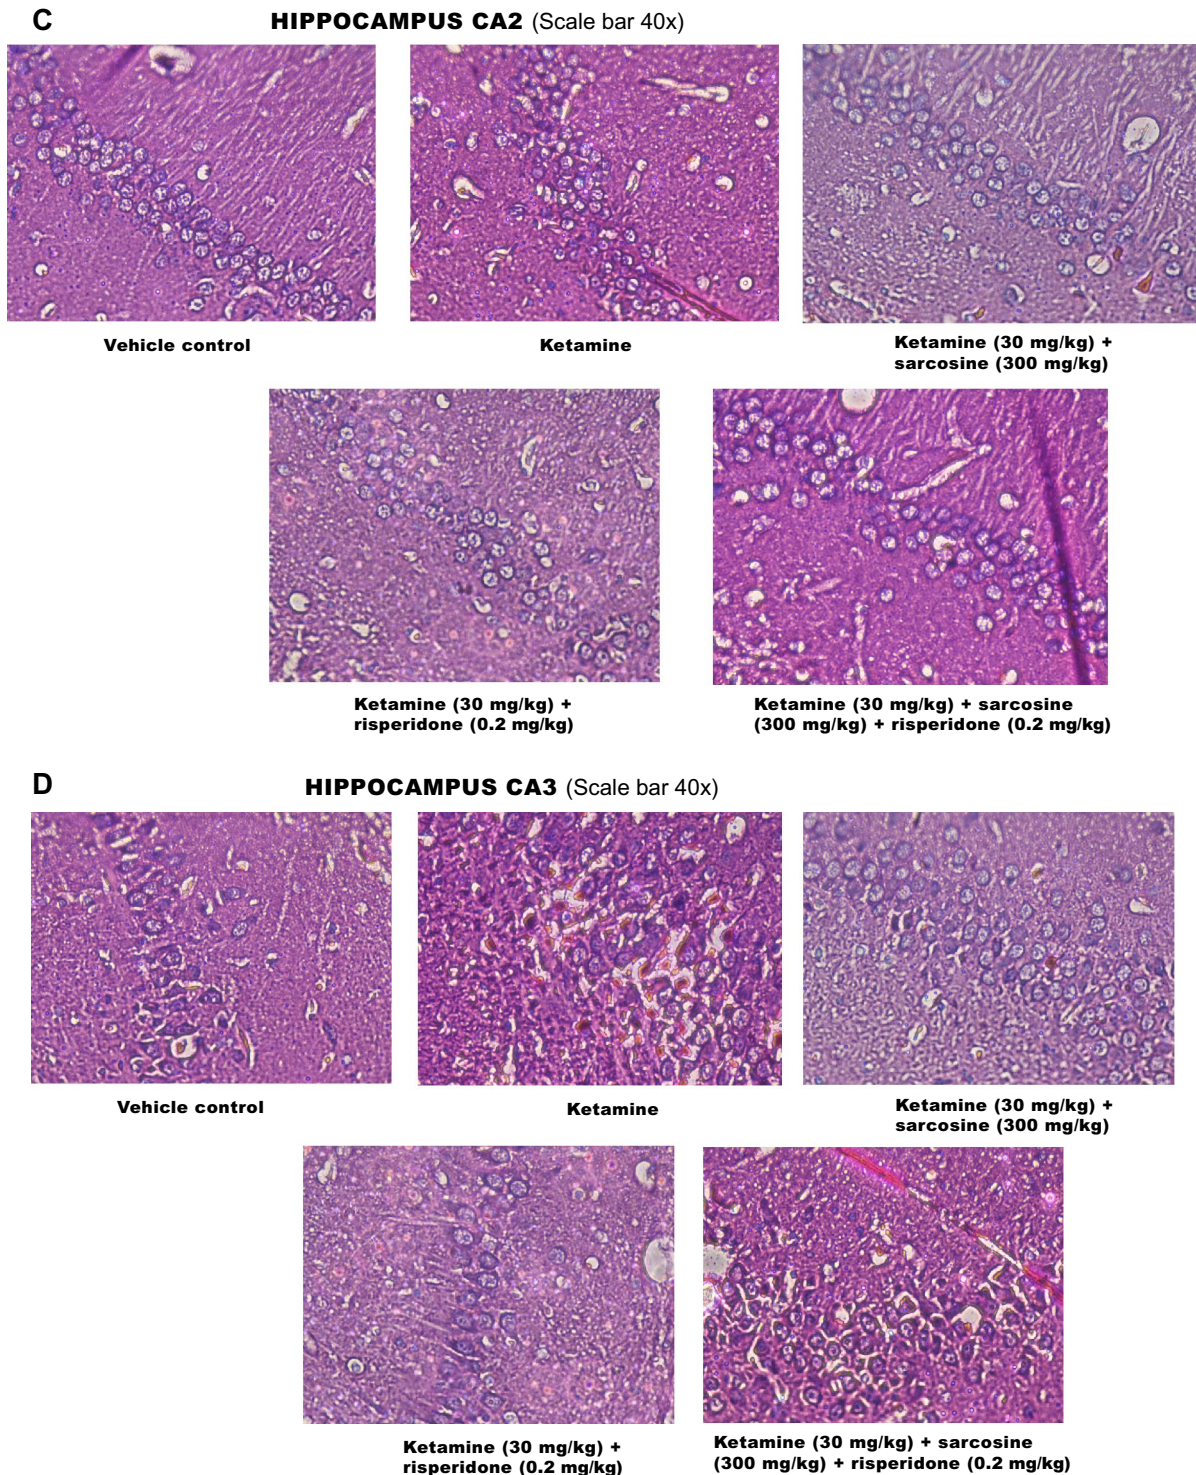 C
HIPPOCAMPUS CA2 (Scale bar 40x)
Vehicle control
Ketamine
Ketamine (30 mg/kg) +
sarcosine (300 mg/kg)
Ketamine (30 mg/kg) +
risperidone (0.2 mg/kg)
Ketamine (30 mg/kg) + sarcosine
(300 mg/kg) + risperidone (0.2 mg/kg)
D
HIPPOCAMPUS CA3 (Scale bar 40x)
Vehicle control
Ketamine
Ketamine (30 mg/kg) +
sarcosine (300 mg/kg)
Ketamine (30 mg/kg) +
risperidone (0.2 mg/kg)
Ketamine (30 mg/kg) + sarcosine
(300 mg/kg) + risperidone (0.2 mg/kg)